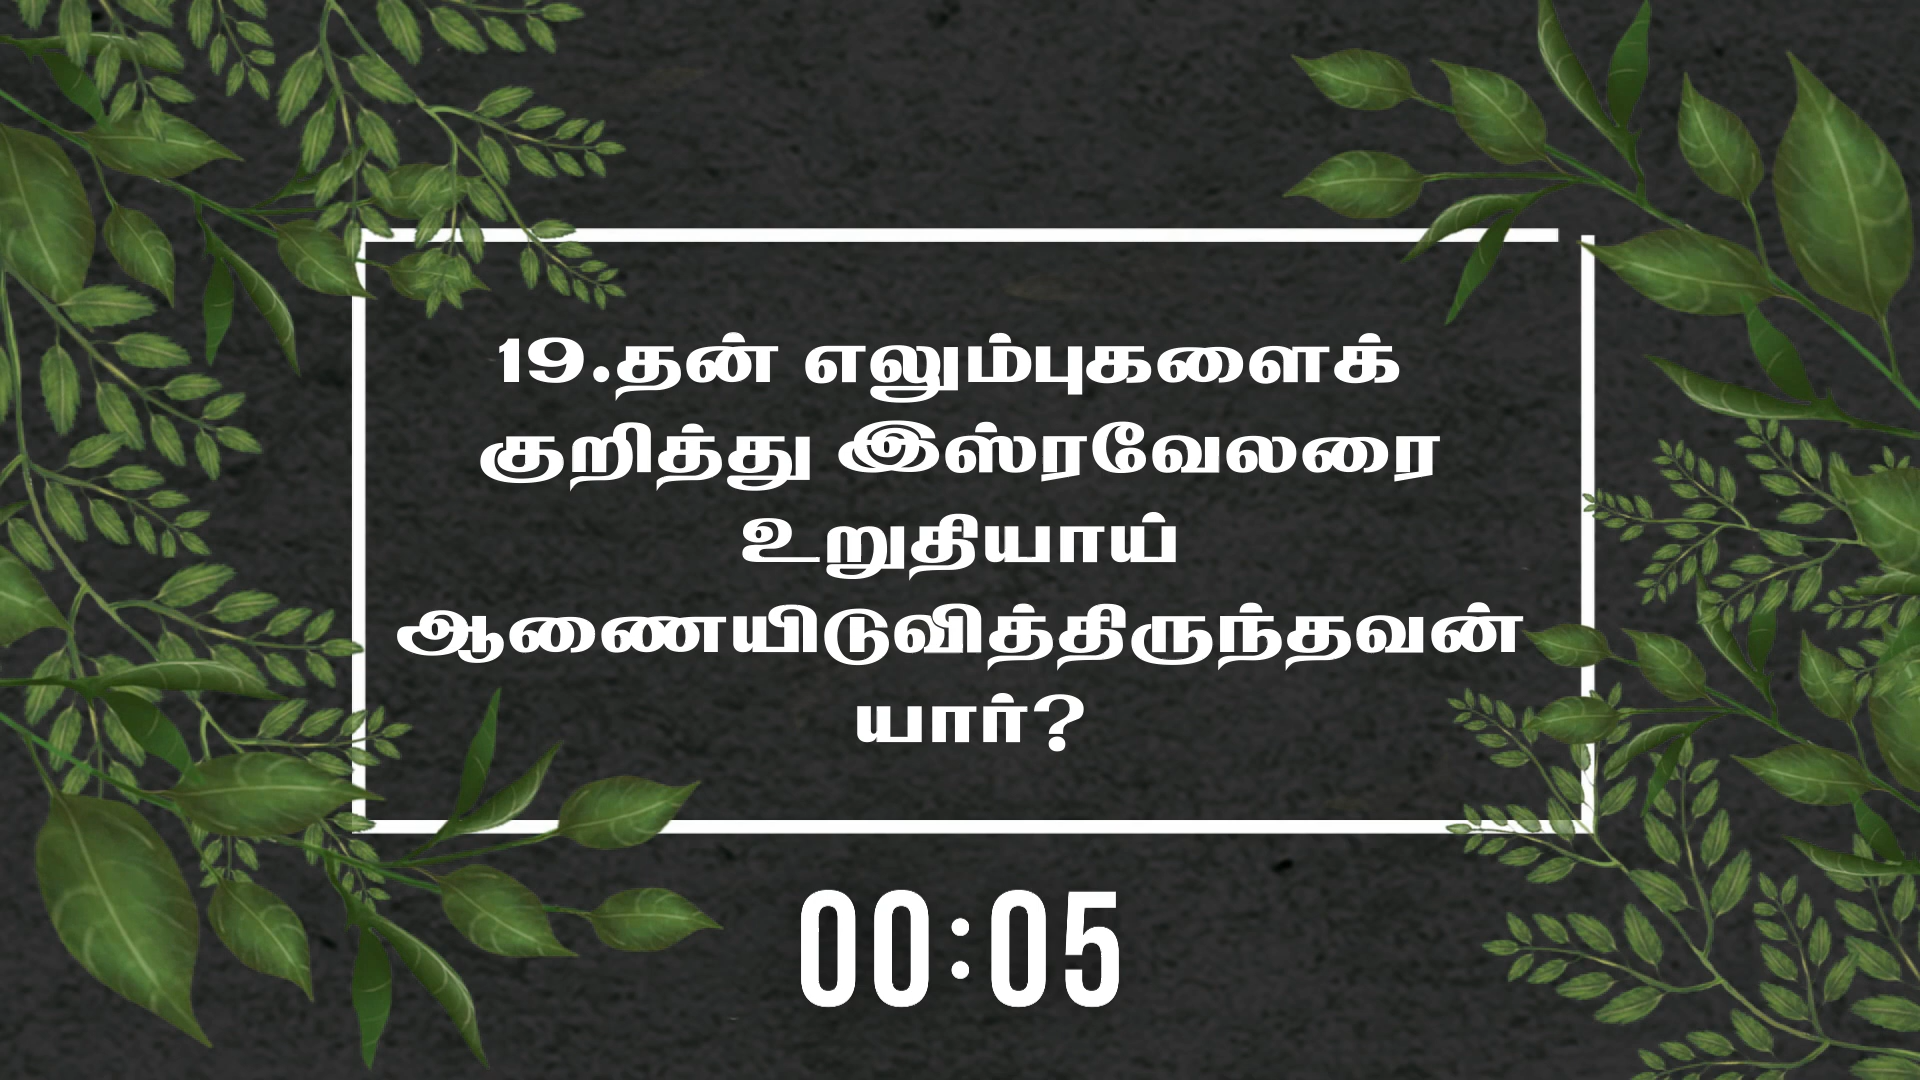 19.தன் எலும்புகளைக்
குறித்து இஸ்ரவேலரை
உறுதியாய்
ஆணையிடுவித்திருந்தவன்
யார்?
00:05